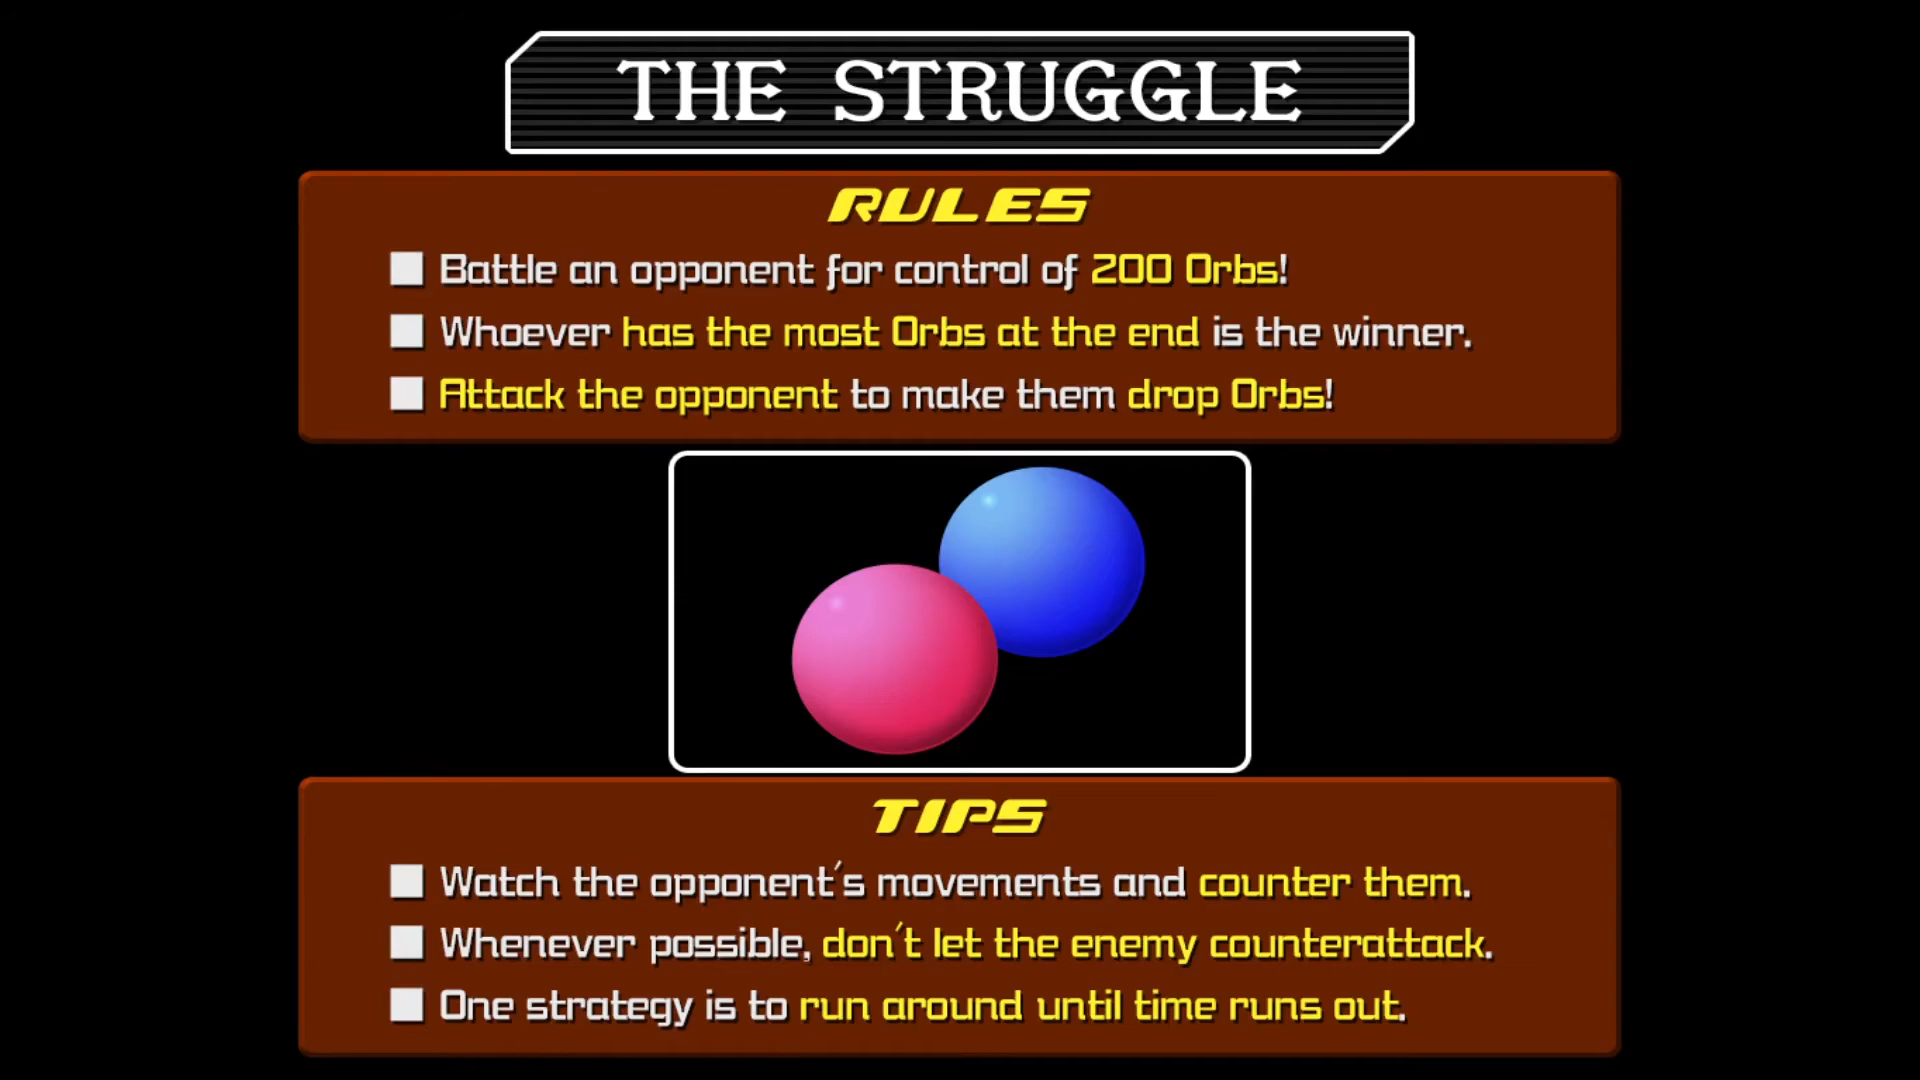 THE STRUGGLE
RULES
Battle an opponent for control of 200 Orbs!
Whoever has the most Orbs at the end is the winner.
Attack the opponent to make them drop Orbs!
TIPS
Watch the opponent's movements and counter them.
Whenever possible, don't let the enemy counterattack.
One strategy is to run around until time runs out.